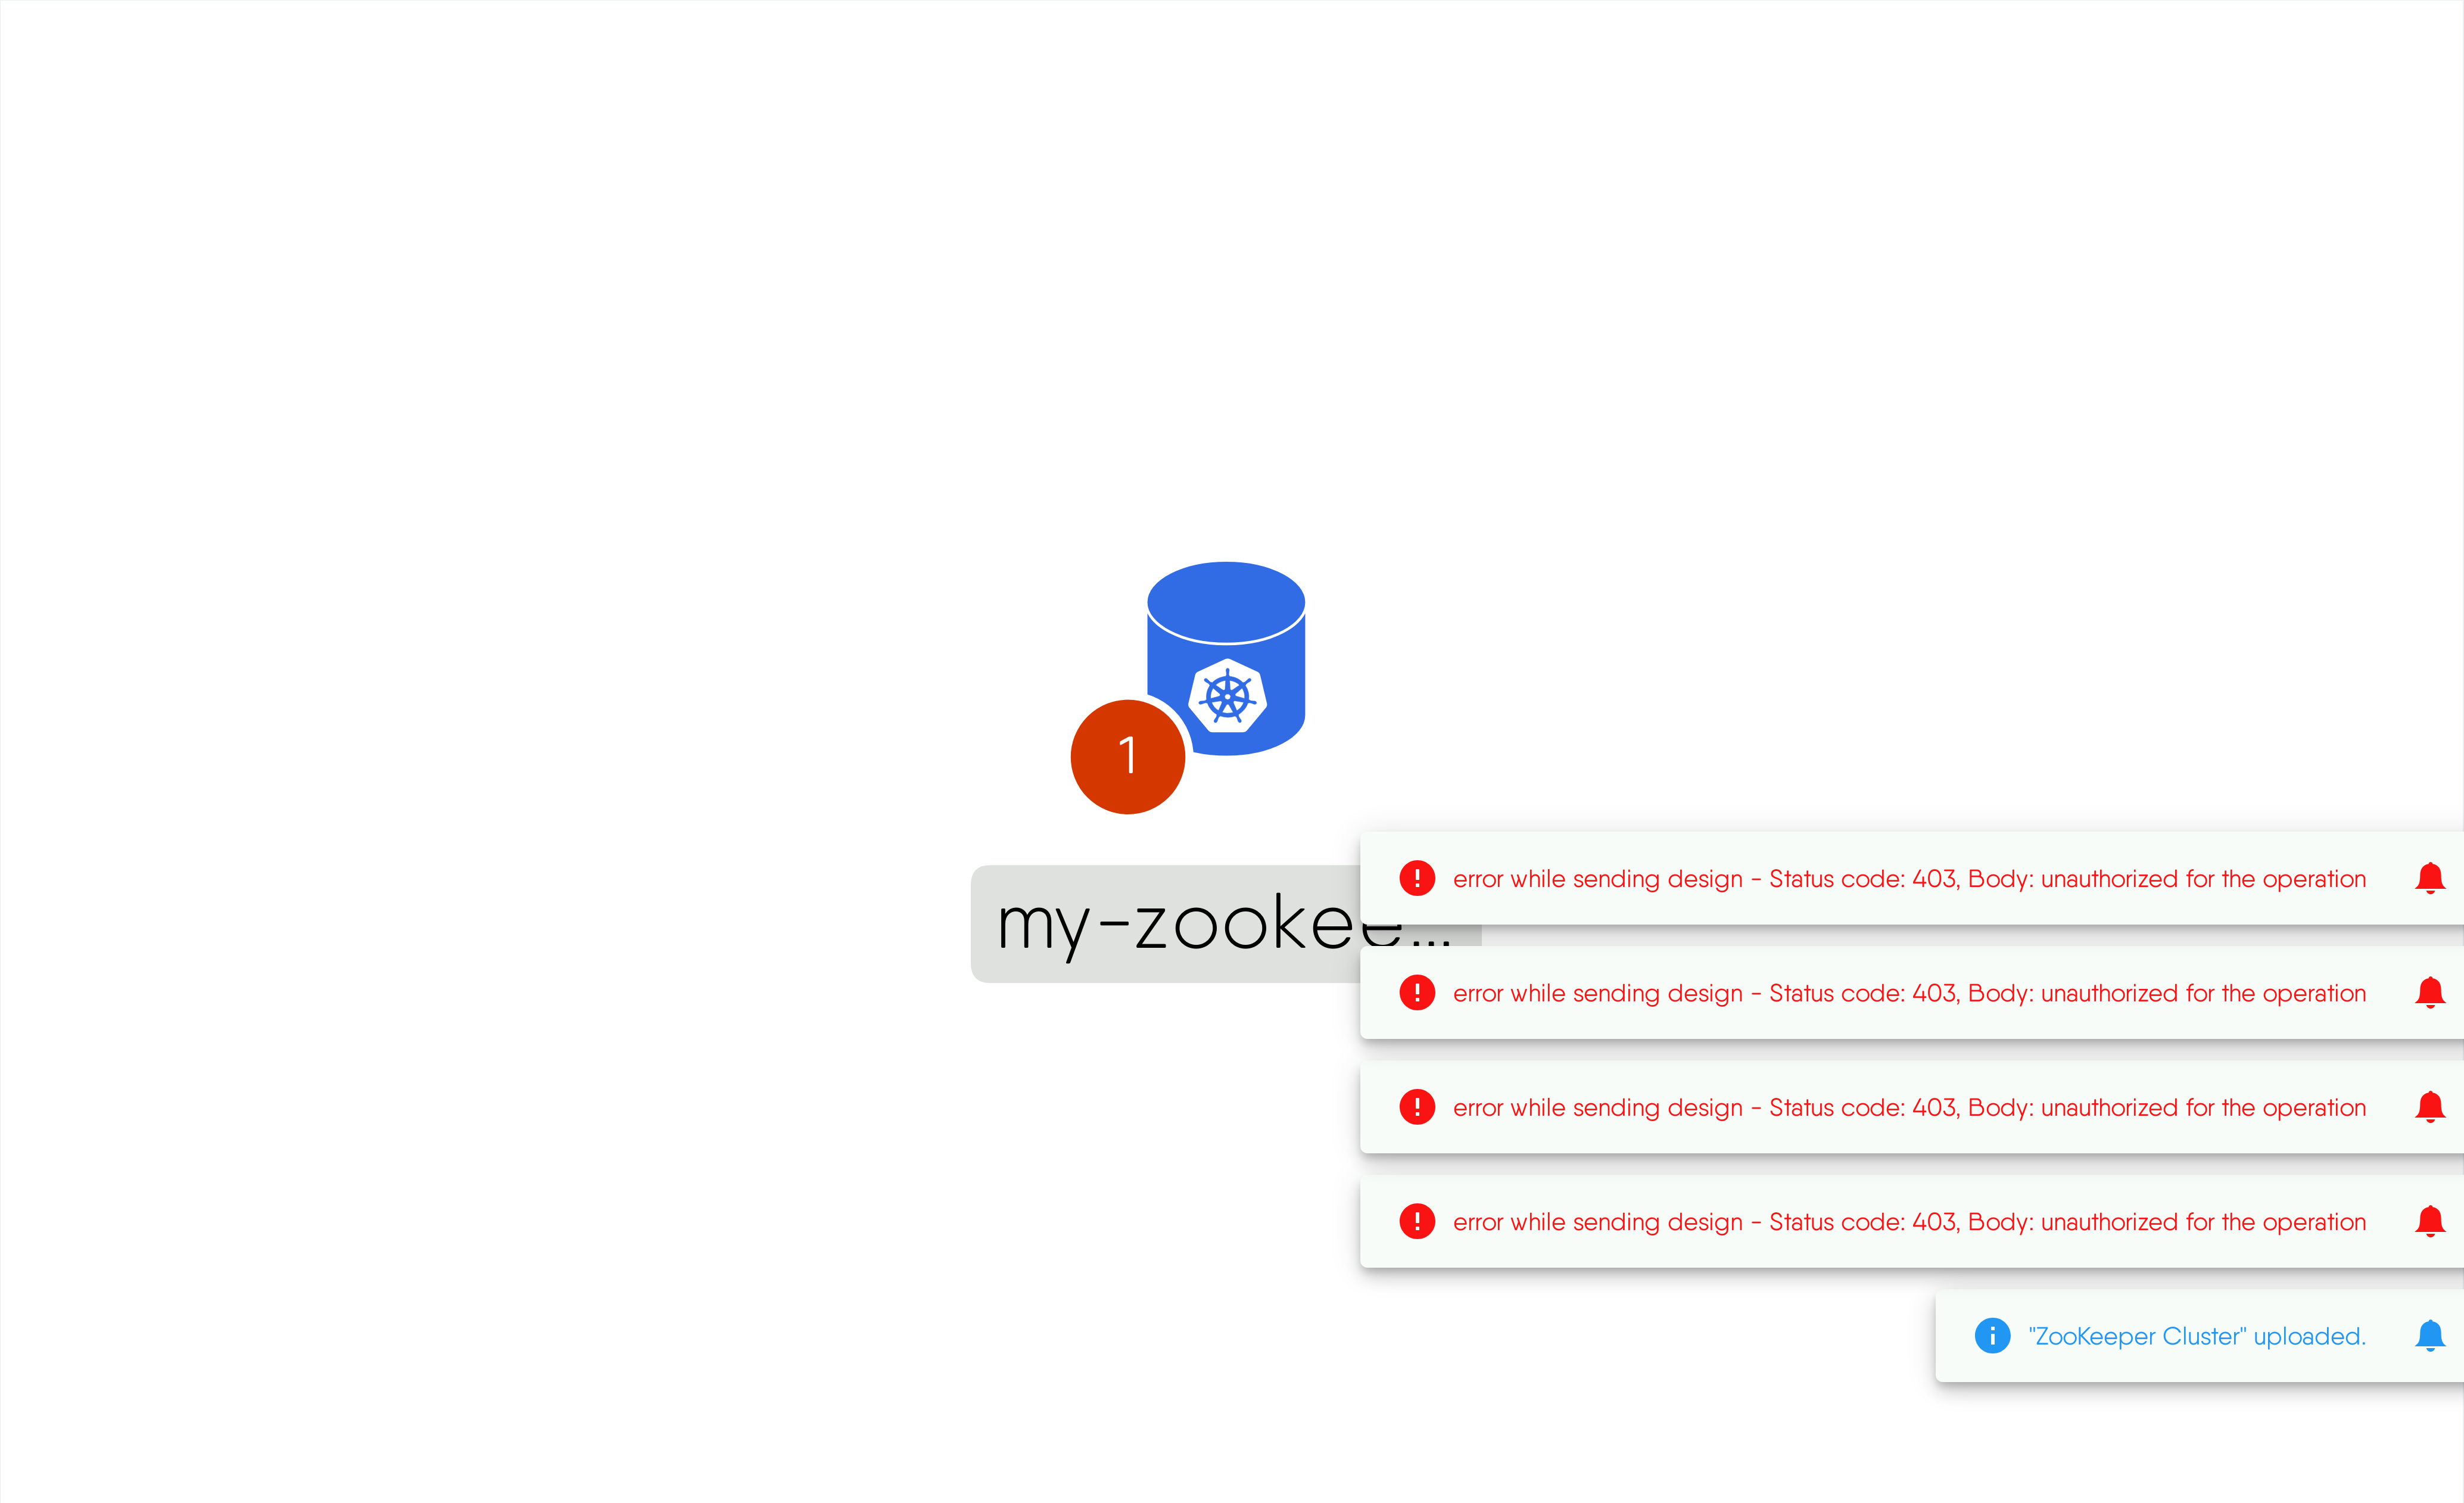 1
my-zookee...
error while sending design - Status code: 403, Body: unauthorized for the operation
error while sending design - Status code: 403, Body: unauthorized for the operation
error while sending design - Status code: 403, Body: unauthorized for the operation
error while sending design - Status code: 403, Body: unauthorized for the operation
"ZooKeeper Cluster" uploaded.